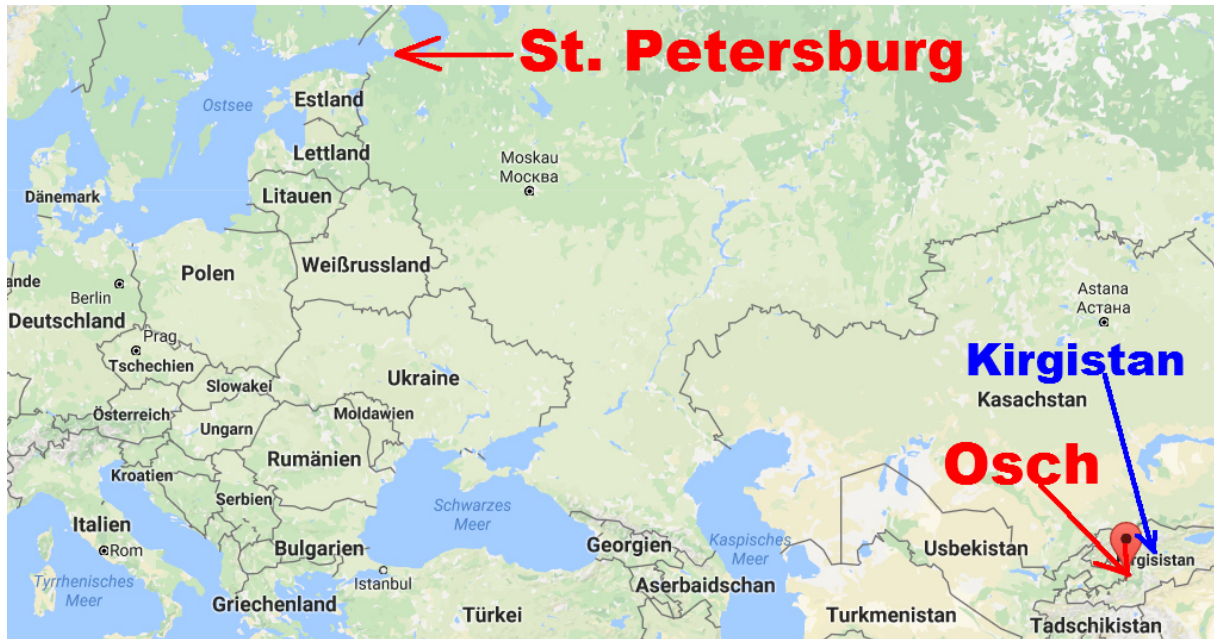 St. Petersburg
Ostsee
Estland
Lettland
Moskau
Москва
Dänemark
Litauen
Weißrussland
Polen
ande
Berlin
Deutschland
Astana
Астана
Prag
Tschechien
Kirgistan
Slowakei
Ukraine
Kasachstan
Österreich
Moldawien
Ungarn
Rumänien
Osch
Kroatien
Serbien
Schwarzes
Meer
Italien
Rom
Bulgarien
Georgien
Kaspisches
Meer
Usbekistan
rgisistan
Tyrrhenisches
Meer
Istanbul
Aserbaidschan
Griechenland
Türkei
Turkmenistan
Tadschikistan